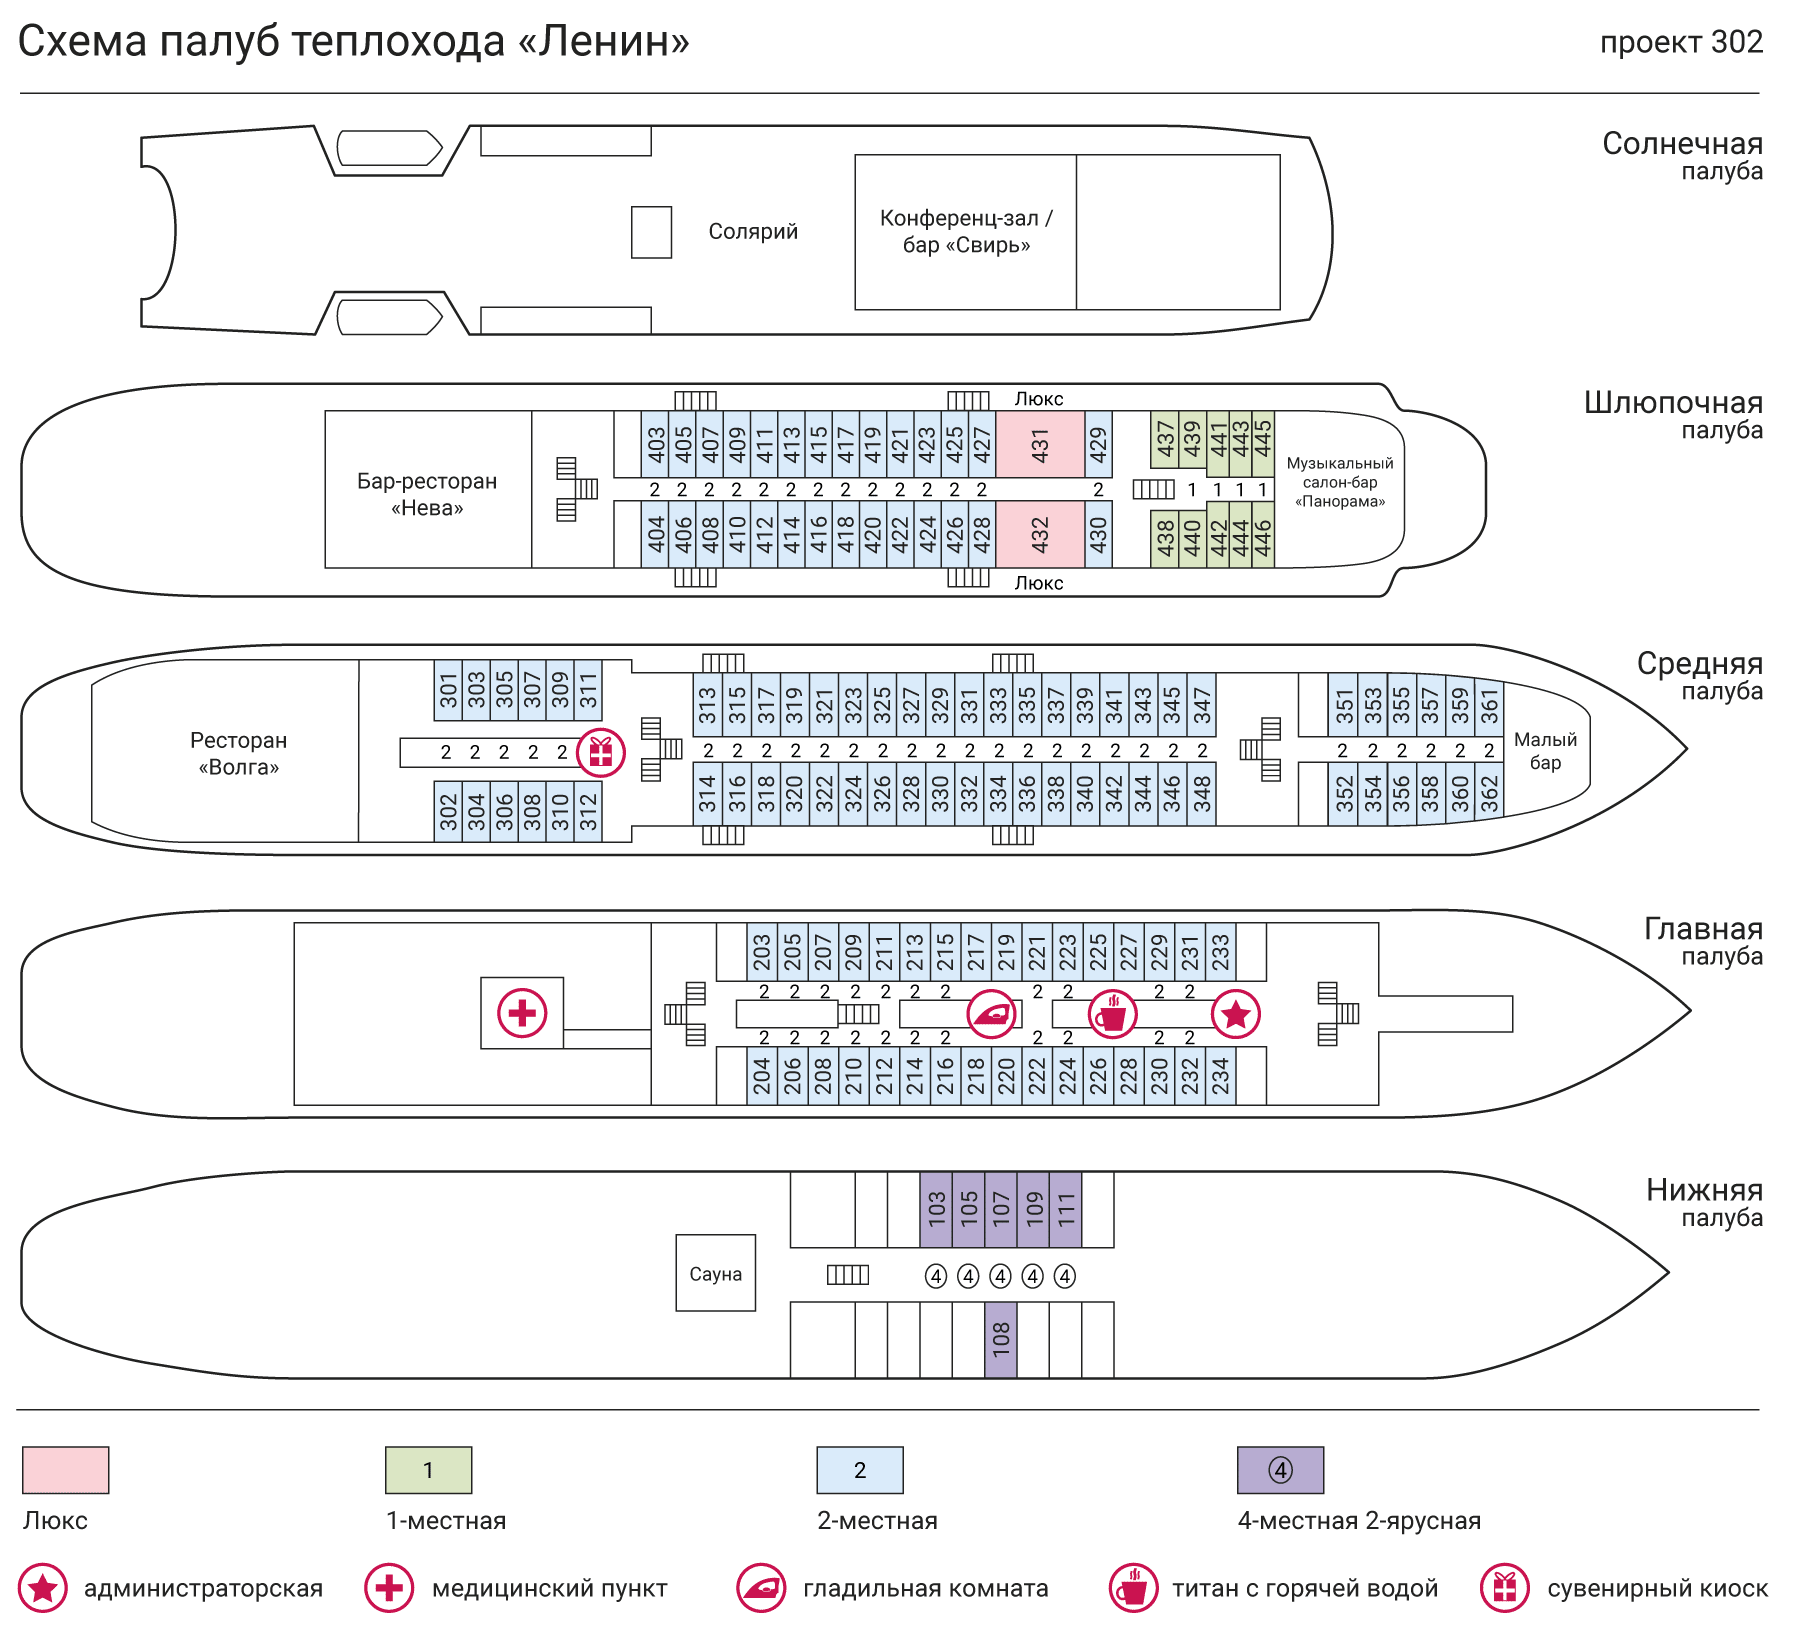 Схема палуб теплохода «Ленин»
проект 302
Солнечная
палуба
Солярий
Конференц-зал /
бар «Свирь»
Шлюпочная
палуба
Люкс
403 405 407 409 411 413 415 417 419 421 423 425 427 431 429 437 439 441 443 445
Бар-ресторан
«Нева»
2 2 2 2 2 2 2 2 2 2 2 2 2 2 1 1 1 1
Музыкальный
салон-бар
«Панорама»
404 406 408 410 412 414 416 418 420 422 424 426 428 432 430 438 440 442 444 446
Люкс
Средняя
палуба
301 303 305 307 309 311 313 315 317 319 321 323 325 327 329 331 333 335 337 339 341 343 345 347 351 353 355 357 359 361
Ресторан
«Волга»
2 2 2 2 2 2 2 2 2 2 2 2 2 2 2 2 2 2 2 2 2 2 2 2 2 2 2 2 2
Малый
бар
302 304 306 308 310 312 314 316 318 320 322 324 326 328 330 332 334 336 338 340 342 344 346 348 352 354 356 358 360 362
Главная
палуба
203 205 207 209 211 213 215 217 219 221 223 225 227 229 231 233
2 2 2 2 2 2 2 2 2 2 2
2 2 2 2 2 2 2 2 2 2 2
204 206 208 210 212 214 216 218 220 222 224 226 228 230 232 234
Нижняя
палуба
103 105 107 109 111
Сауна
4 4 4 4 4
108
1
2
4
Люкс
1-местная
2-местная
4-местная 2-ярусная
администраторская
медицинский пункт
гладильная комната
титан с горячей водой
сувенирный киоск